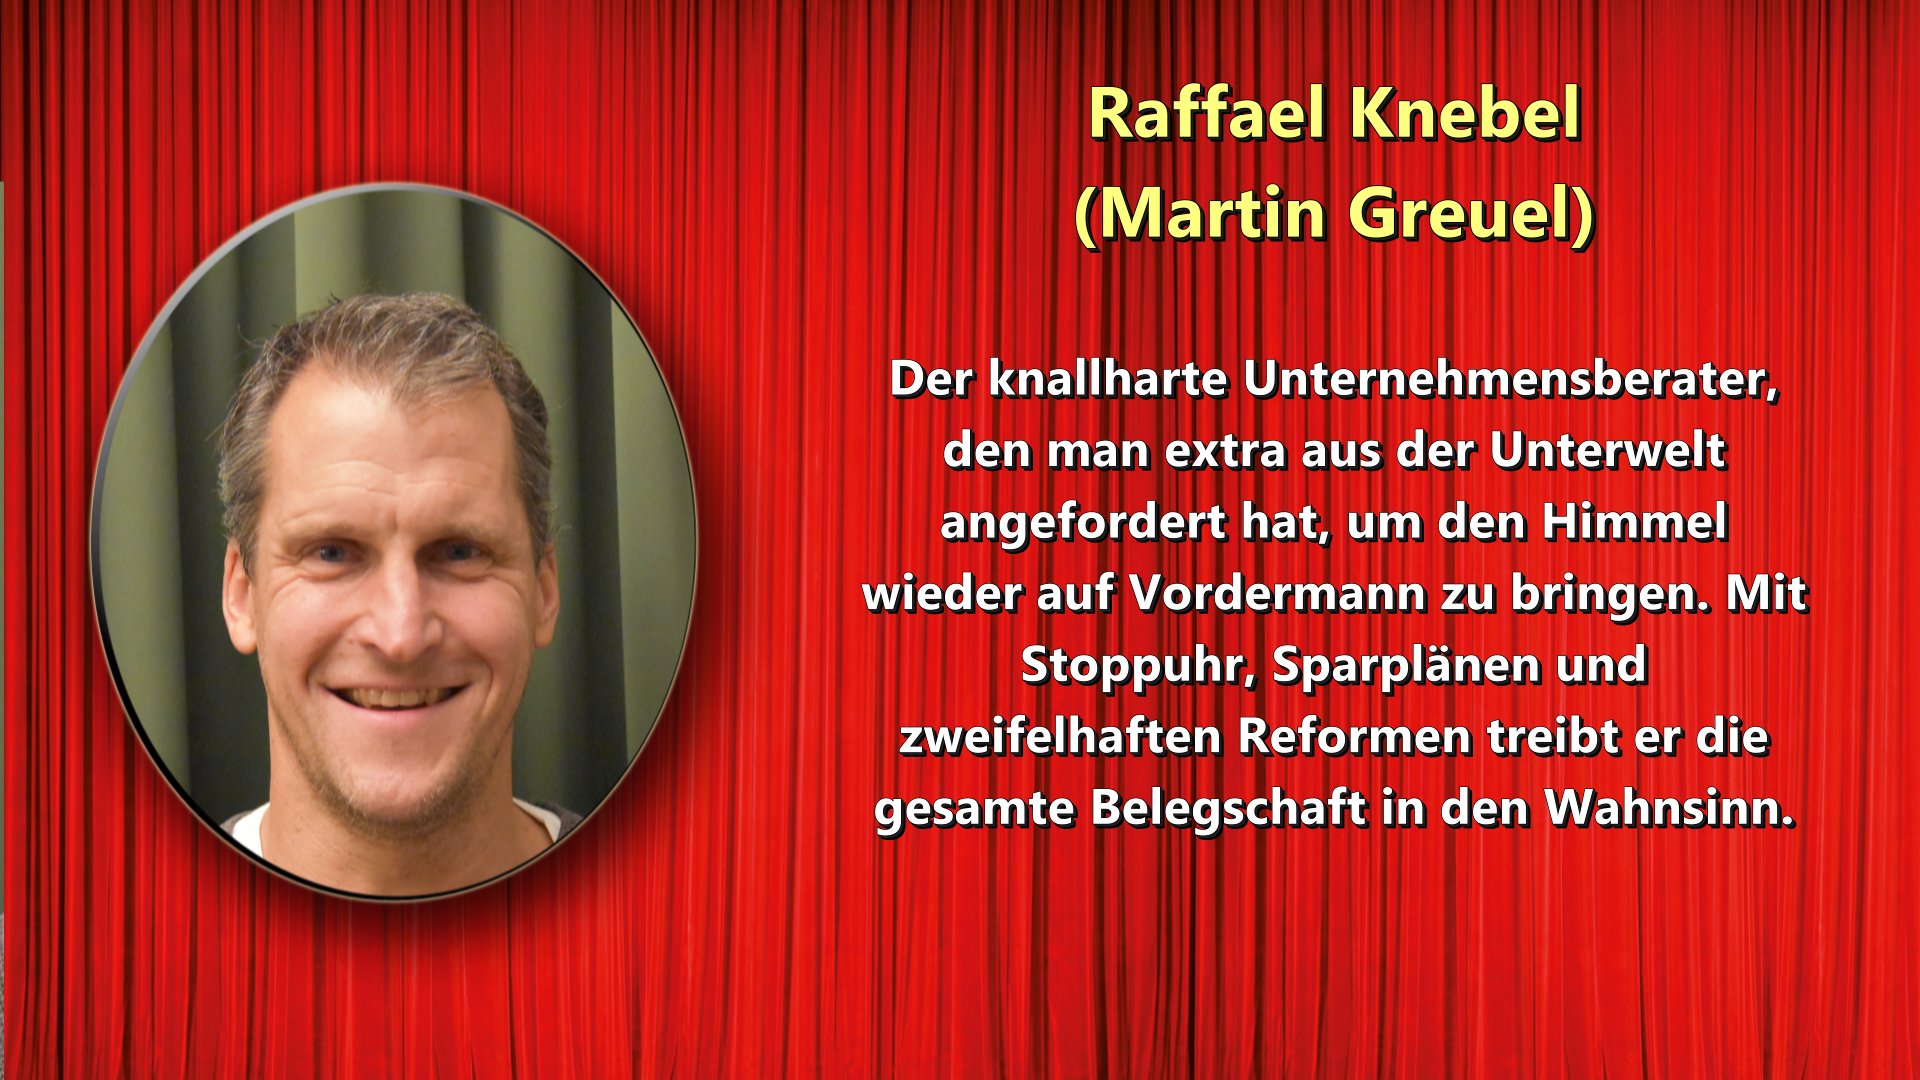 Raffael Knebel
(Martin Greuel)
Der knallharte Unternehmensberater,
den man extra aus der Unterwelt
angefordert hat, um den Himmel
wieder auf Vordermann zu bringen. Mit
Stoppuhr, Sparplänen und
zweifelhaften Reformen treibt er die
gesamte Belegschaft in den Wahnsinn.